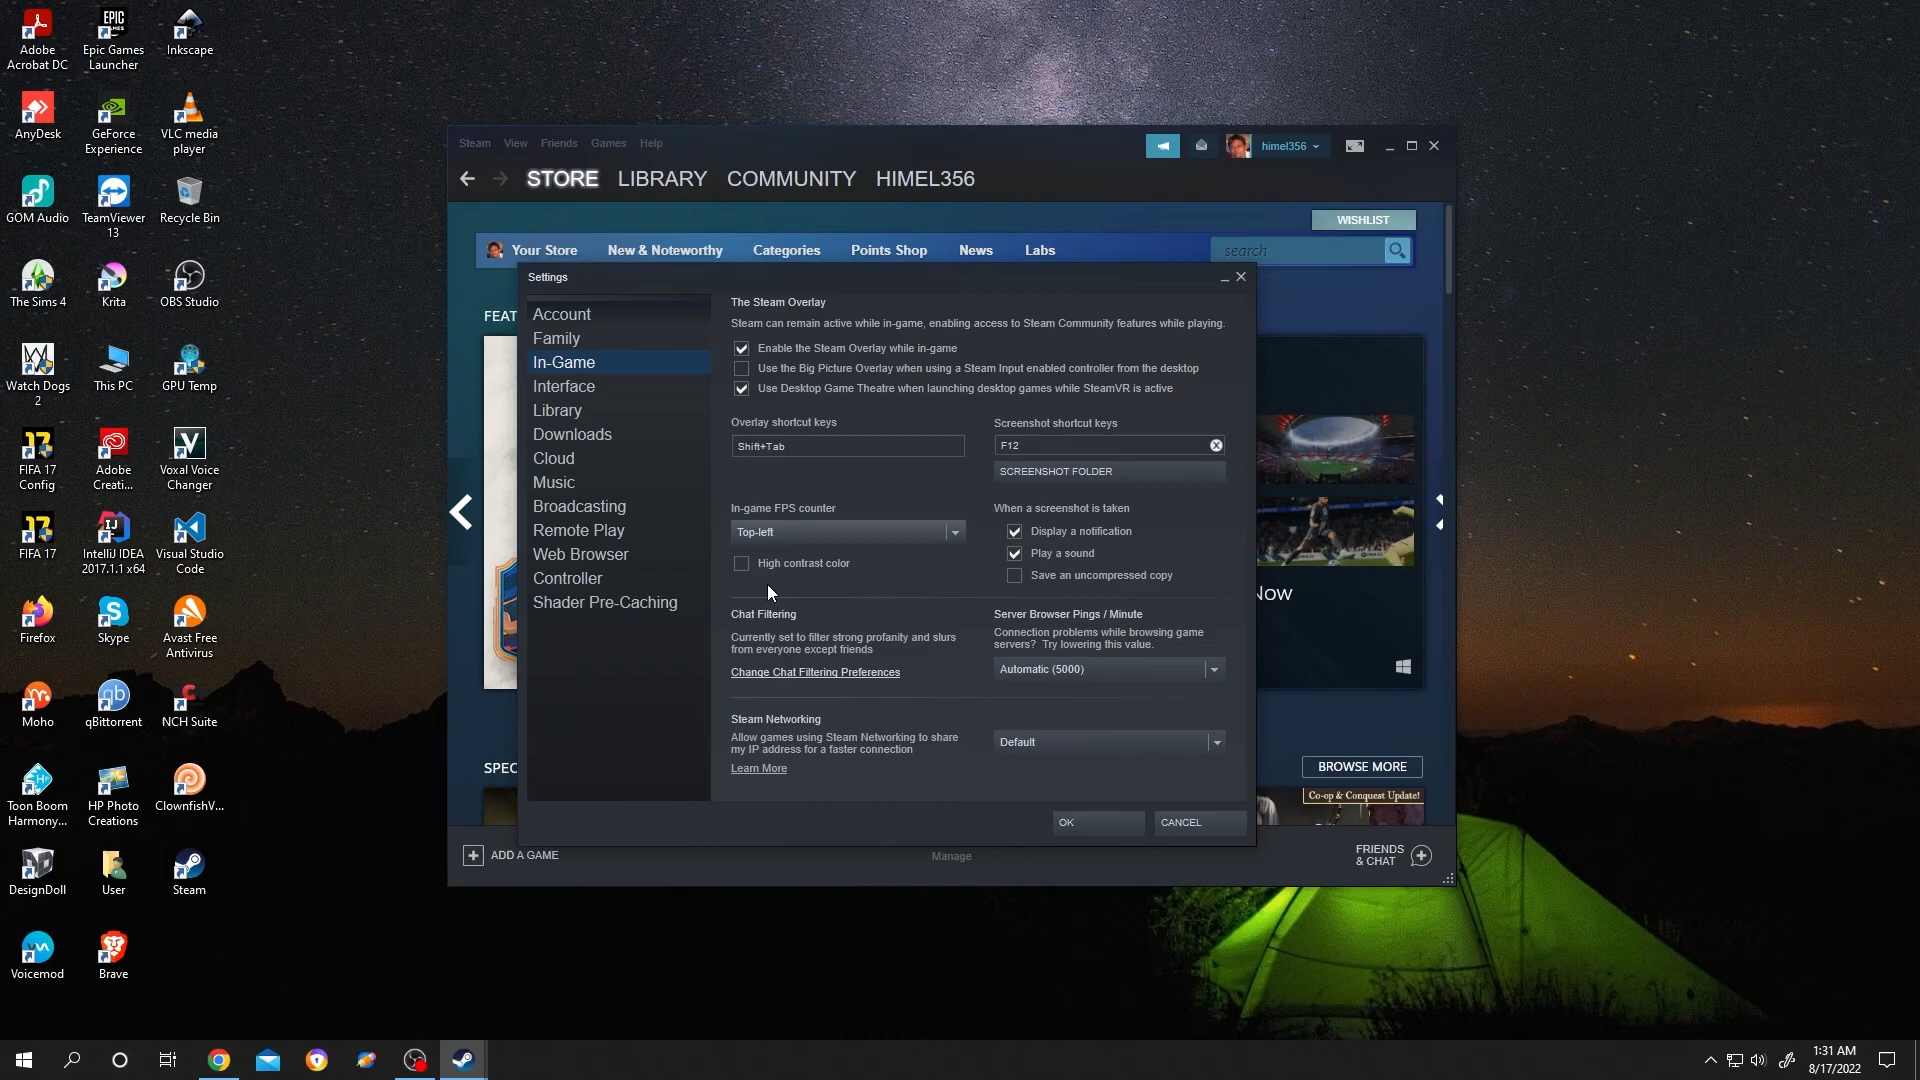 Adobe
Acrobat DC
EPIC
GAMES
Epic Games
Launcher
Inkscape
AnyDesk
GeForce
Experience
VLC media
player
GOM Audio
TeamViewer
13
Recycle Bin
The Sims 4
Krita
OBS Studio
Watch Dogs
2
This PC
GPU Temp
FIFA 17
Config
Adobe
Creati...
Voxal Voice
Changer
FIFA 17
IntelliJ IDEA
2017.1.1 x64
Visual Studio
Code
Firefox
Skype
Avast Free
Antivirus
Moho
qBittorrent
NCH Suite
Toon Boom
Harmony...
HP Photo
Creations
ClownfishV...
DesignDoll
User
Steam
Voicemod
Brave
Steam View Friends Games Help
himel356
STORE LIBRARY COMMUNITY HIMEL356
WISHLIST
Your Store New & Noteworthy Categories Points Shop News Labs
search
FEAT
Settings
Account
Family
In-Game
Interface
Library
Downloads
Cloud
Music
Broadcasting
Remote Play
Web Browser
Controller
Shader Pre-Caching
The Steam Overlay
Steam can remain active while in-game, enabling access to Steam Community features while playing.
Enable the Steam Overlay while in-game
Use the Big Picture Overlay when using a Steam Input enabled controller from the desktop
Use Desktop Game Theatre when launching desktop games while SteamVR is active
Overlay shortcut keys
Shift+Tab
Screenshot shortcut keys
F12
SCREENSHOT FOLDER
In-game FPS counter
Top-left
High contrast color
When a screenshot is taken
Display a notification
Play a sound
Save an uncompressed copy
Chat Filtering
Currently set to filter strong profanity and slurs
from everyone except friends
Change Chat Filtering Preferences
Server Browser Pings / Minute
Connection problems while browsing game
servers? Try lowering this value.
Automatic (5000)
Steam Networking
Allow games using Steam Networking to share
my IP address for a faster connection
Learn More
Default
OK
CANCEL
Now
SPEC
BROWSE MORE
Co-op & Conquest Update!
ADD A GAME
Manage
FRIENDS
& CHAT
1:31 AM
8/17/2022